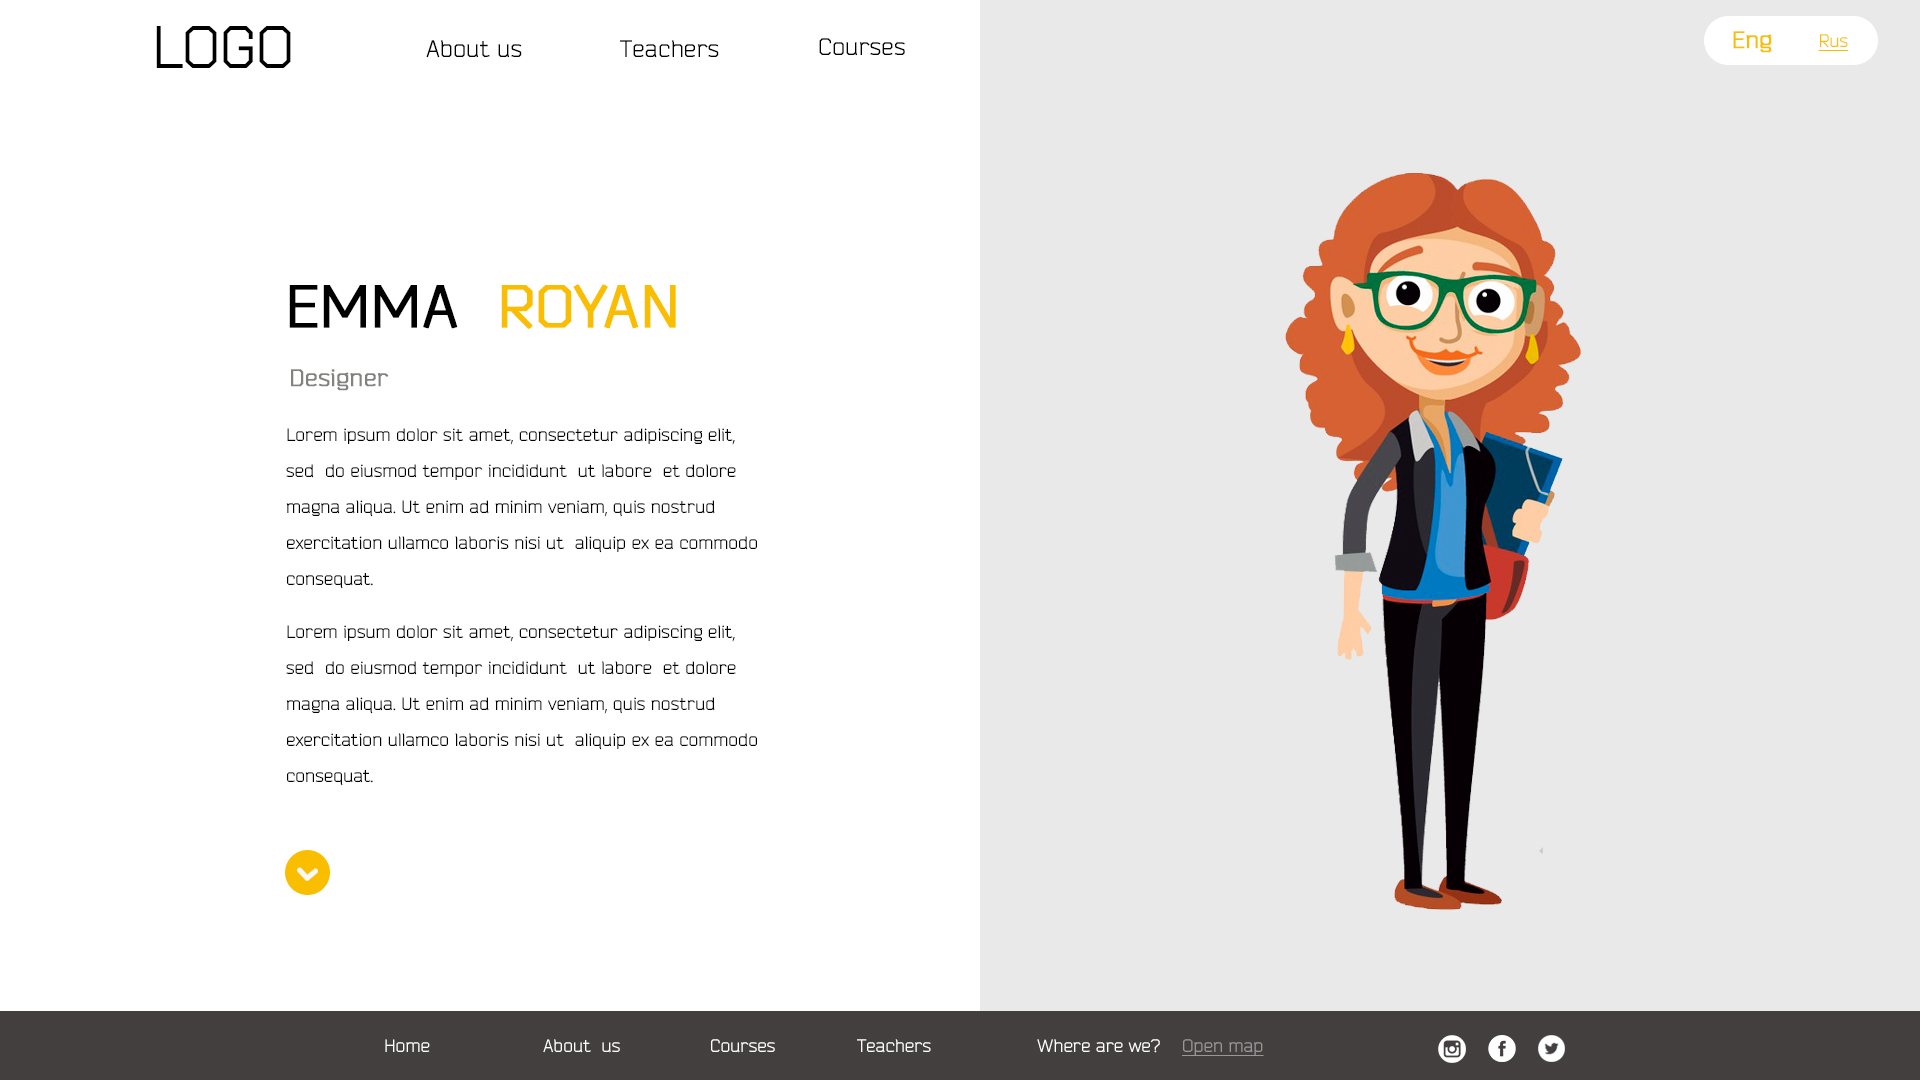 LOGO About us Teachers Courses Eng Rus
EMMA ROYAN
Designer
Lorem ipsum dolor sit amet, consectetur adipiscing elit,
sed do eiusmod tempor incididunt ut labore et dolore
magna aliqua. Ut enim ad minim veniam, quis nostrud
exercitation ullamco laboris nisi ut aliquip ex ea commodo
consequat.
Lorem ipsum dolor sit amet, consectetur adipiscing elit,
sed do eiusmod tempor incididunt ut labore et dolore
magna aliqua. Ut enim ad minim veniam, quis nostrud
exercitation ullamco laboris nisi ut aliquip ex ea commodo
consequat.
Home About us Courses Teachers Where are we? Open map